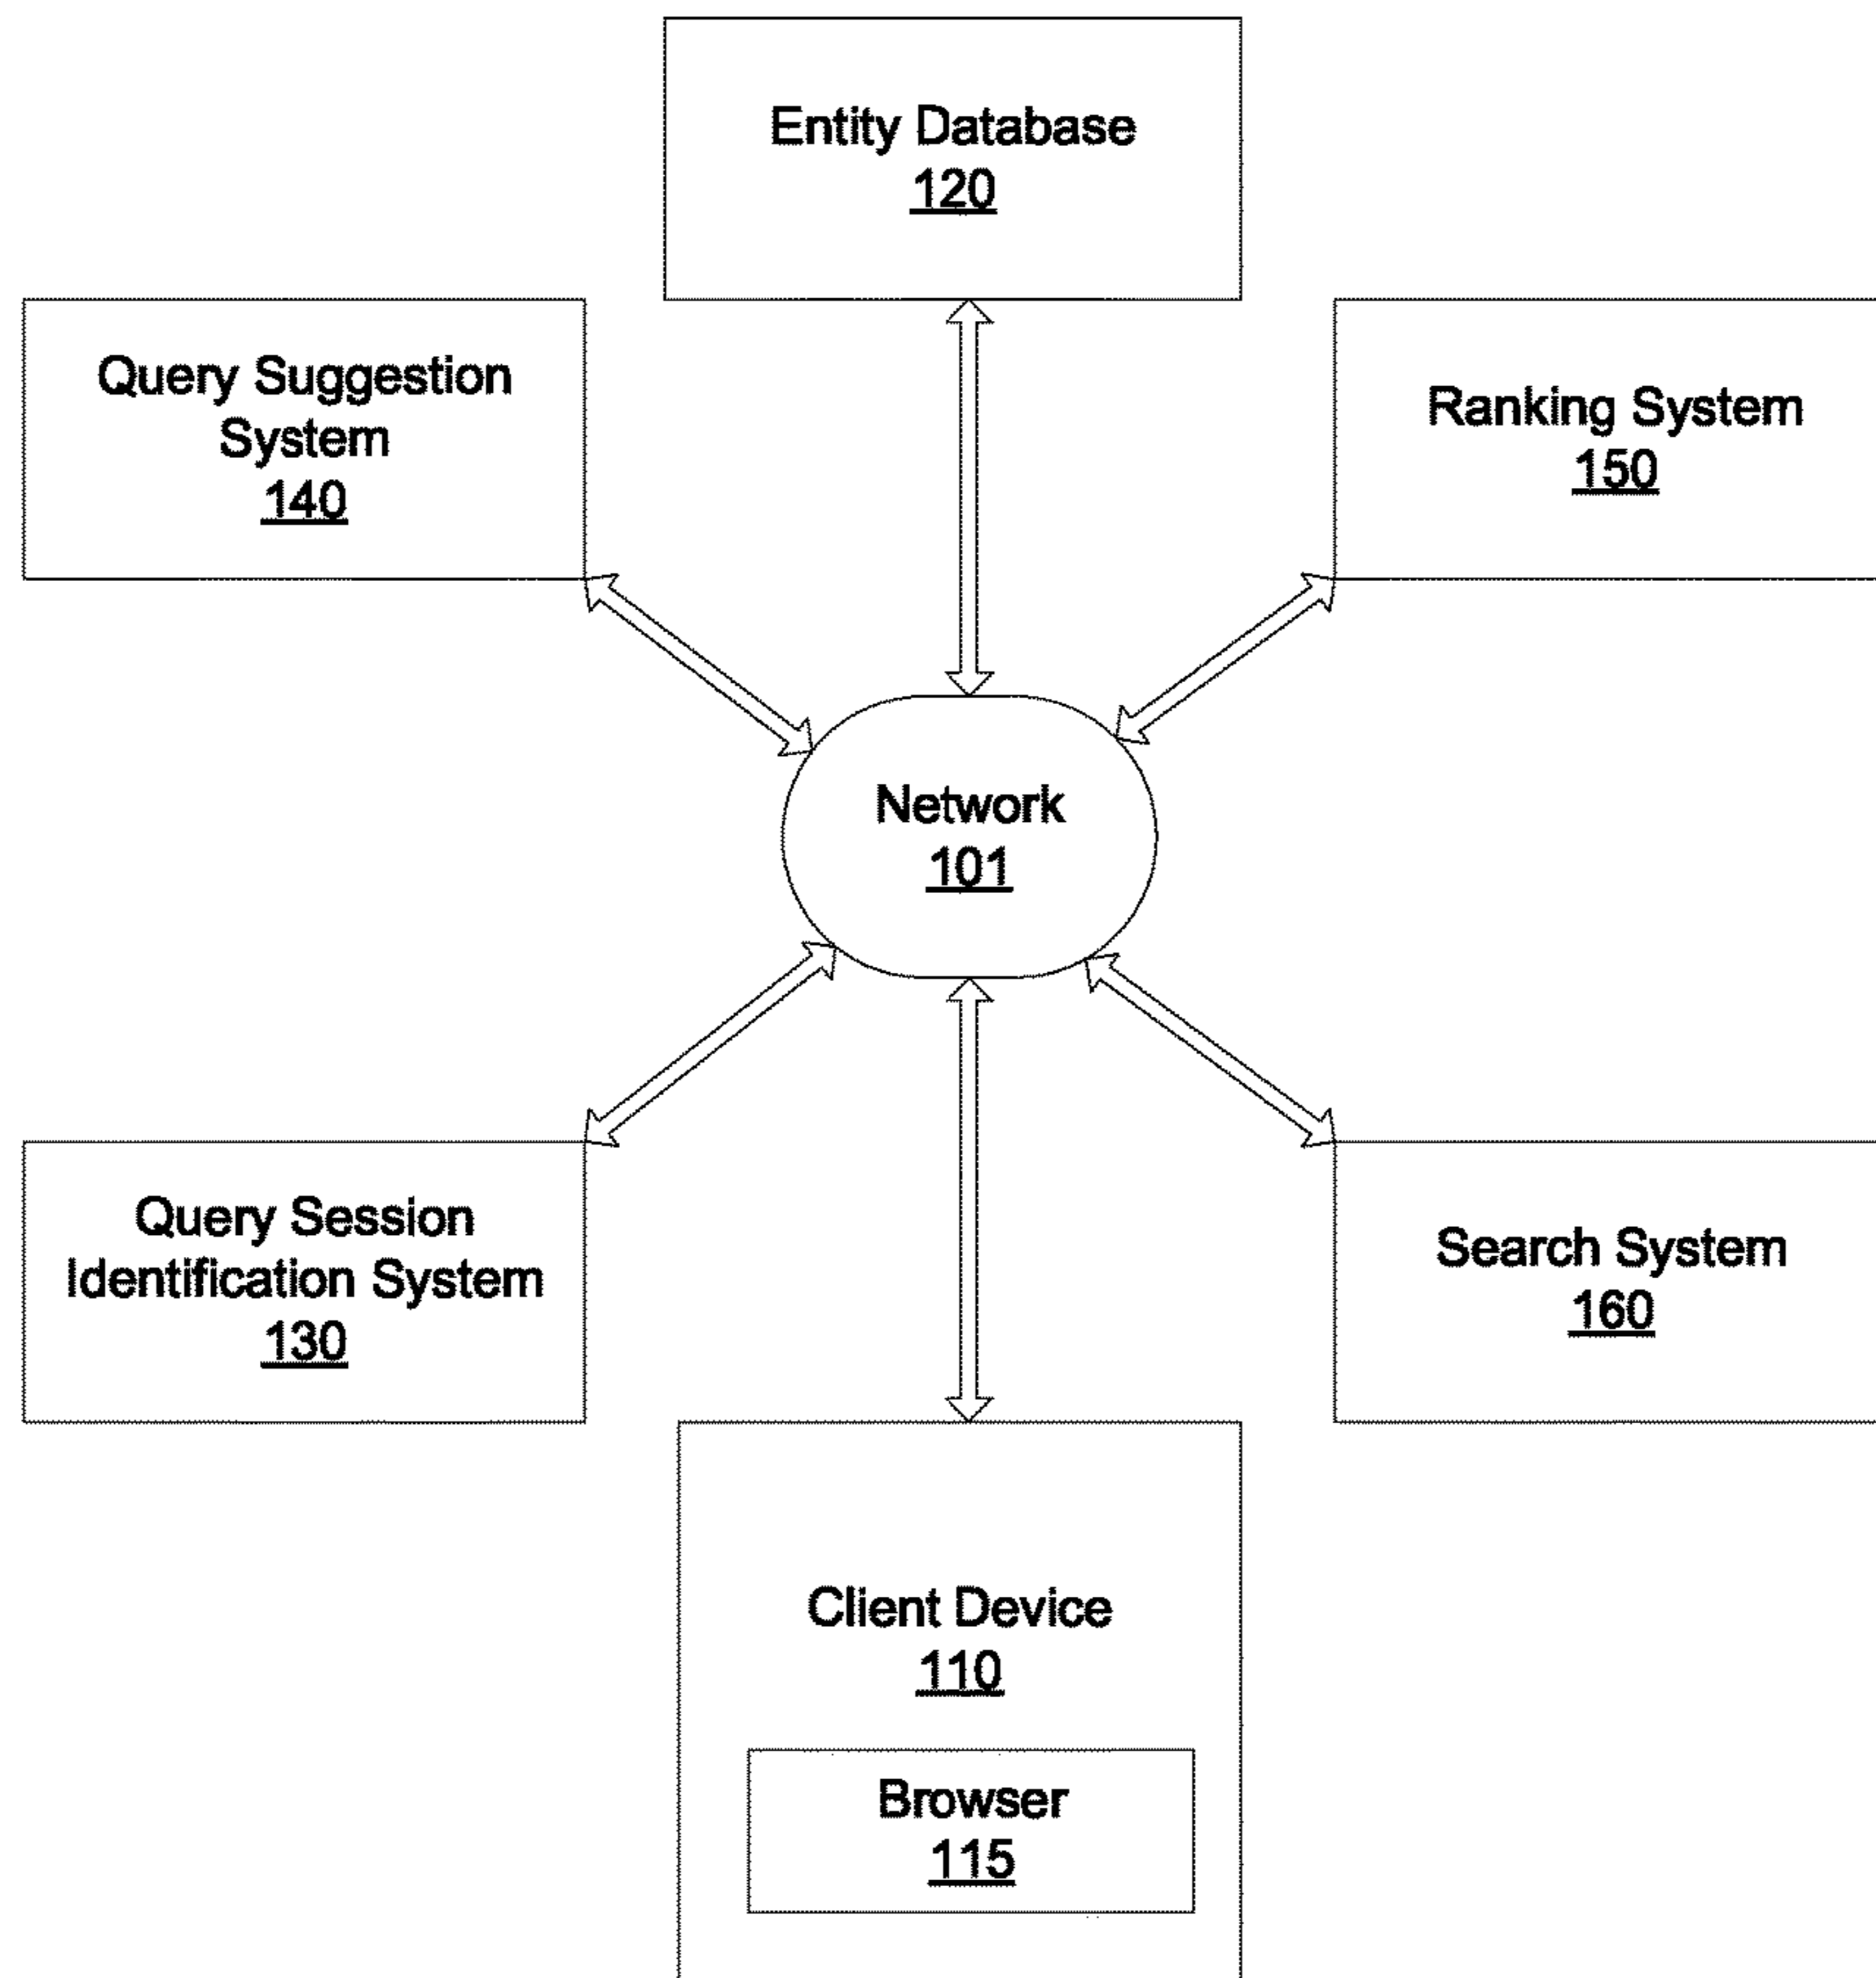 Entity Database
120
Query Suggestion
System
140
Ranking System
150
Network
101
Query Session
Identification System
130
Search System
160
Client Device
110
Browser
115